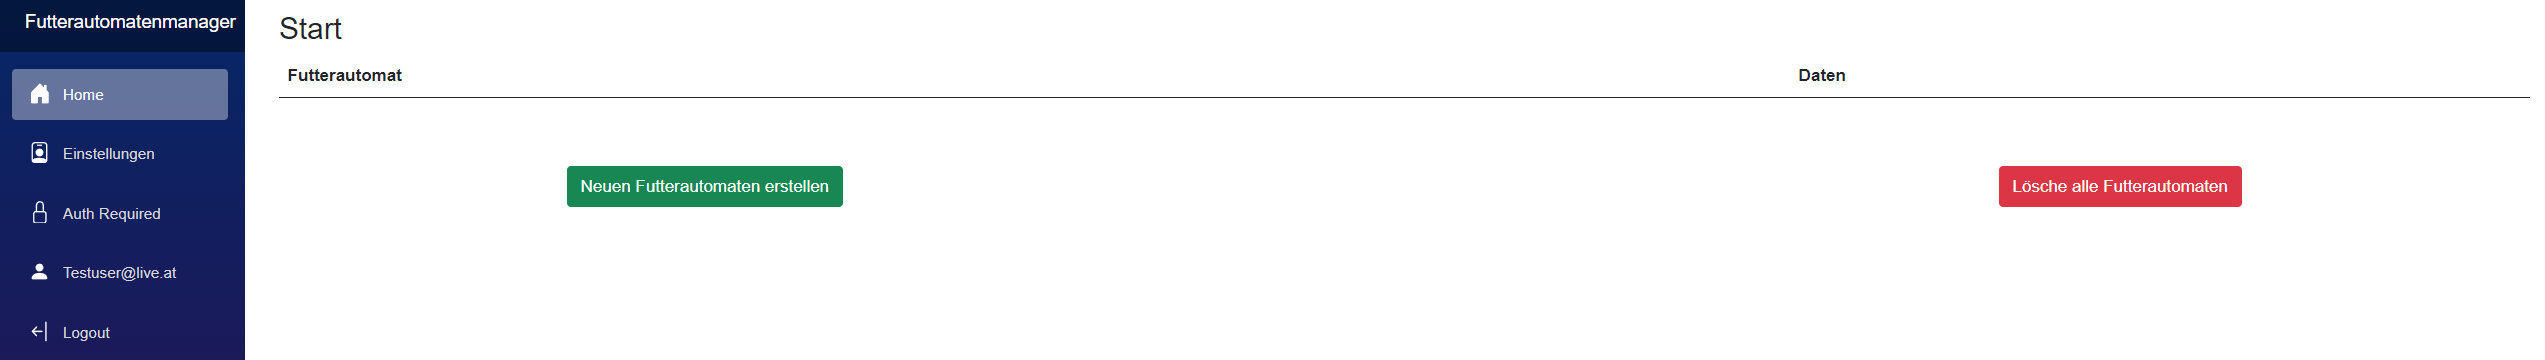 Futterautomatenmanager
Home
Einstellungen
Auth Required
Testuser@live.at
Logout
Start
Futterautomat Daten
Neuen Futterautomaten erstellen Lösche alle Futterautomaten